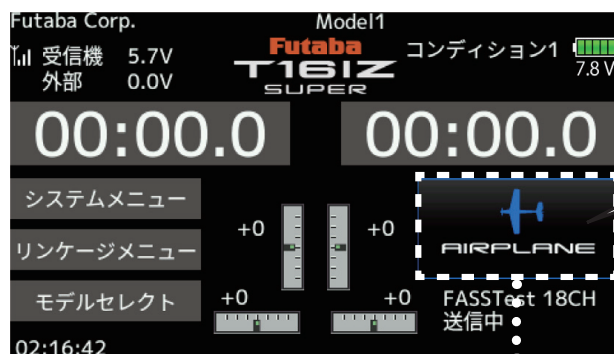 Futaba Corp.
Model1
受信機 5.7V
外部 0.0V
Futaba
T16IZ
SUPER
コンディション1
7.8 V
00:00.0
00:00.0
システムメニュー
リンケージメニュー
モデルセレクト
+0
+0
+0
+0
AIRPLANE
FASSTest 18CH
送信中
02:16:42